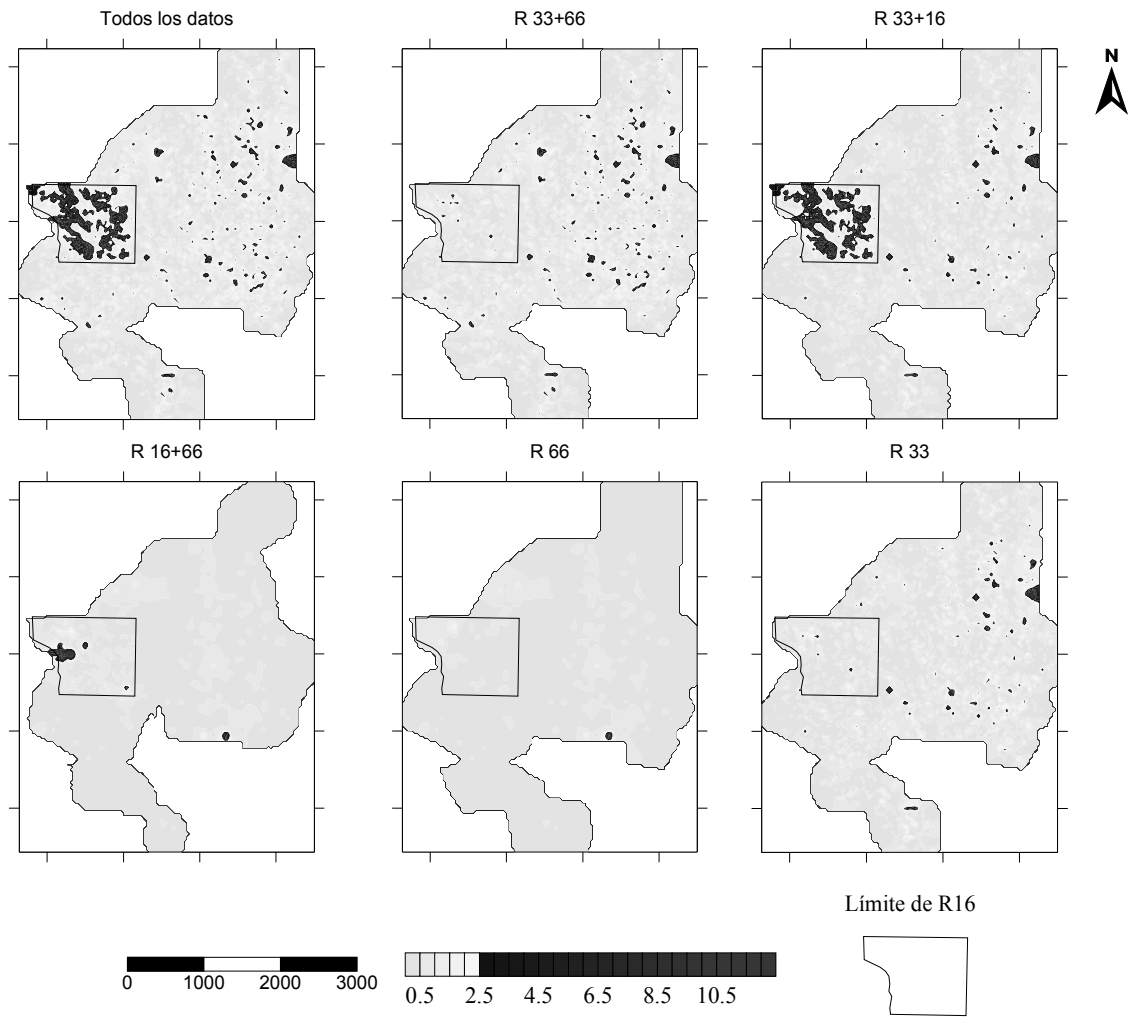 Todos los datos
R 33+66
R 33+16
N
R 16+66
R 66
R 33
Límite de R16
0 1000 2000 3000
0.5 2.5 4.5 6.5 8.5 10.5